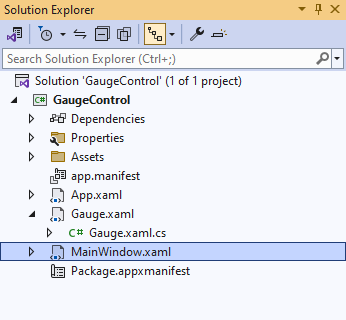 Solution Explorer
Search Solution Explorer (Ctrl+;)
Solution 'GaugeControl' (1 of 1 project)
C# GaugeControl
Dependencies
Properties
Assets
app.manifest
App.xaml
Gauge.xaml
C# Gauge.xaml.cs
MainWindow.xaml
Package.appxmanifest